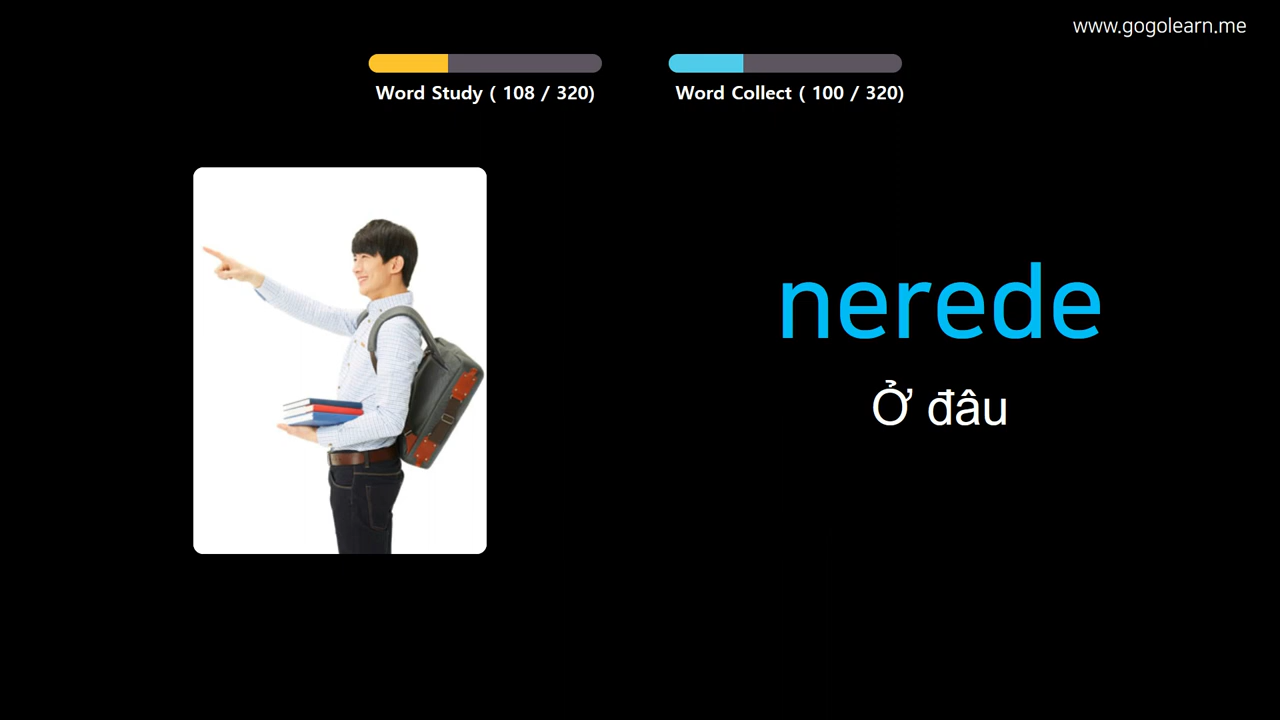 www.gogolearn.me
Word Study ( 108 / 320)
Word Collect ( 100 / 320)
nerede
Ở đâu